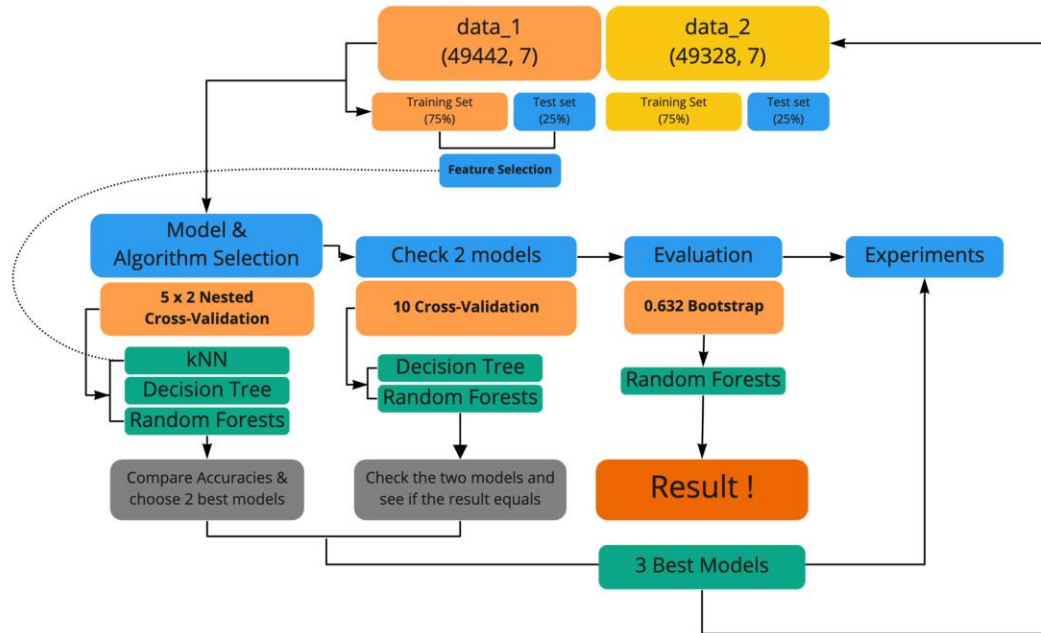 data_1
(49442, 7)
data_2
(49328, 7)
Training Set
(75%)
Test set
(25%)
Training Set
(75%)
Test set
(25%)
Feature Selection
Model &
Algorithm Selection
Check 2 models
Evaluation
Experiments
5 x 2 Nested
Cross-Validation
10 Cross-Validation
0.632 Bootstrap
kNN
Decision Tree
Random Forests
Decision Tree
Random Forests
Random Forests
Compare Accuracies &
choose 2 best models
Check the two models and
see if the result equals
Result !
3 Best Models